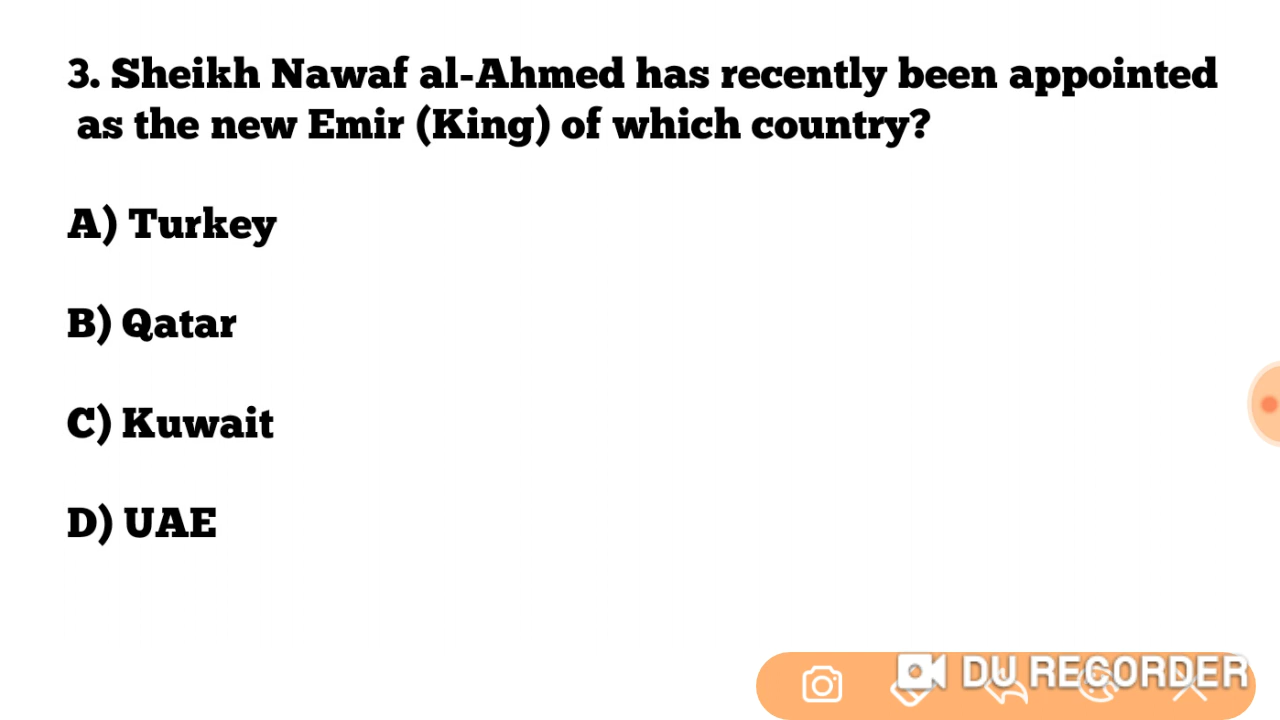 3. Sheikh Nawaf al-Ahmed has recently been appointed
as the new Emir (King) of which country?
A) Turkey
B) Qatar
C) Kuwait
D) UAE
DU RECORDER